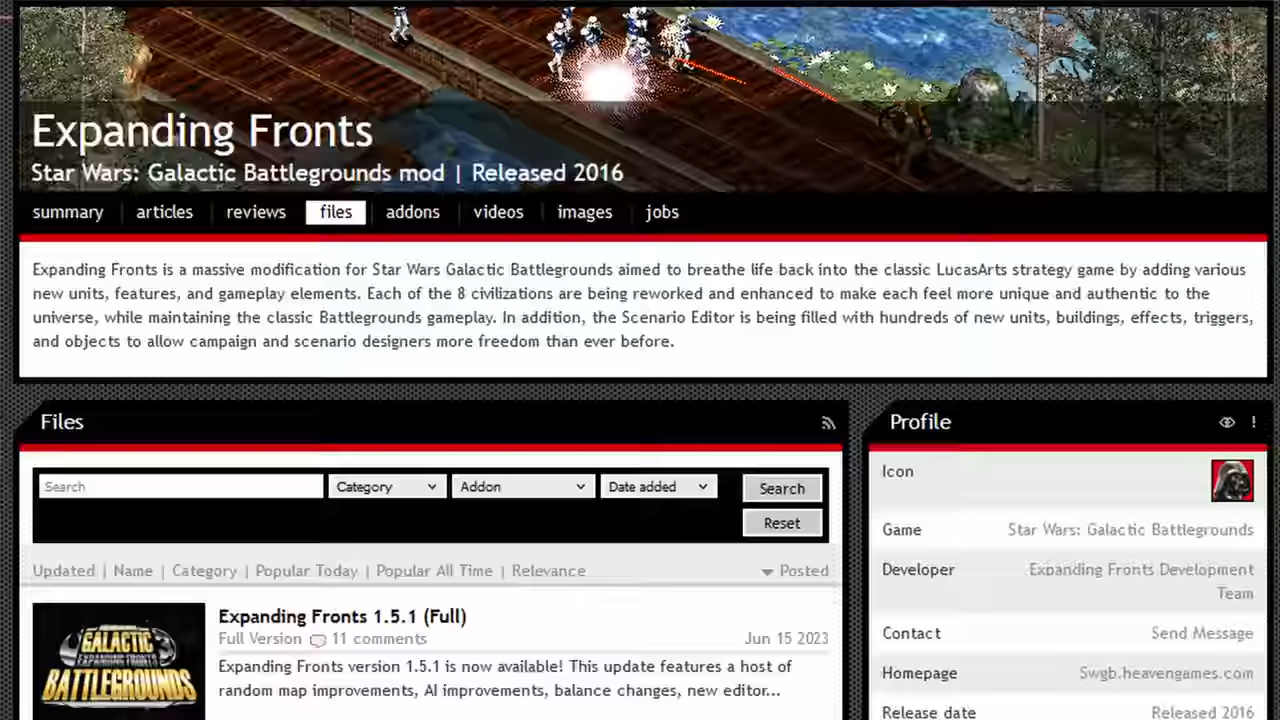 Expanding Fronts
Star Wars: Galactic Battlegrounds mod | Released 2016
summary articles reviews files addons videos images jobs
Expanding Fronts is a massive modification for Star Wars Galactic Battlegrounds aimed to breathe life back into the classic LucasArts strategy game by adding various
new units, features, and gameplay elements. Each of the 8 civilizations are being reworked and enhanced to make each feel more unique and authentic to the
universe, while maintaining the classic Battlegrounds gameplay. In addition, the Scenario Editor is being filled with hundreds of new units, buildings, effects, triggers,
and objects to allow campaign and scenario designers more freedom than ever before.
Files
Search Category Addon Date added Search
Reset
Updated | Name | Category | Popular Today | Popular All Time | Relevance Posted
GALACTIC
EXPANDING FRONTS
BATTLEGROUNDS
Expanding Fronts 1.5.1 (Full)
Full Version 11 comments Jun 15 2023
Expanding Fronts version 1.5.1 is now available! This update features a host of
random map improvements, AI improvements, balance changes, new editor...
Profile
Icon
Game Star Wars: Galactic Battlegrounds
Developer Expanding Fronts Development
Team
Contact Send Message
Homepage Swgb.heavengames.com
Release date Released 2016